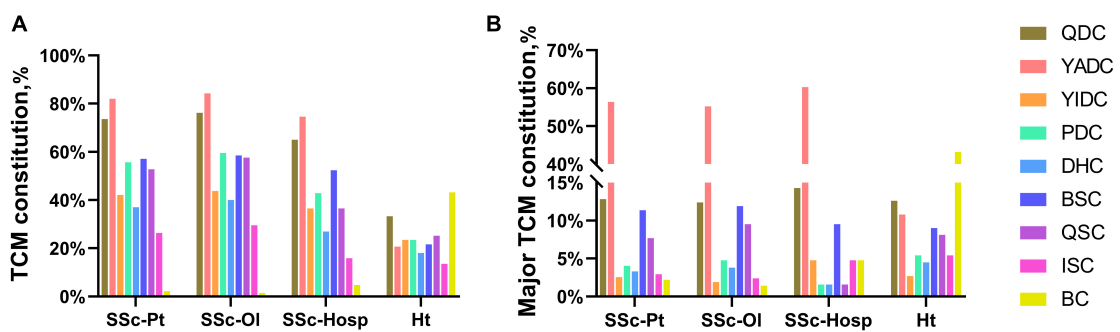 A
TCM constitution,%
100%
80%
60%
40%
20%
0%
SSc-Pt SSc-Ol SSc-Hosp Ht
B
Major TCM constitution,%
70%
60%
50%
40%
15%
10%
5%
0%
SSc-Pt SSc-Ol SSc-Hosp Ht
QDC
YADC
YIDC
PDC
DHC
BSC
QSC
ISC
BC